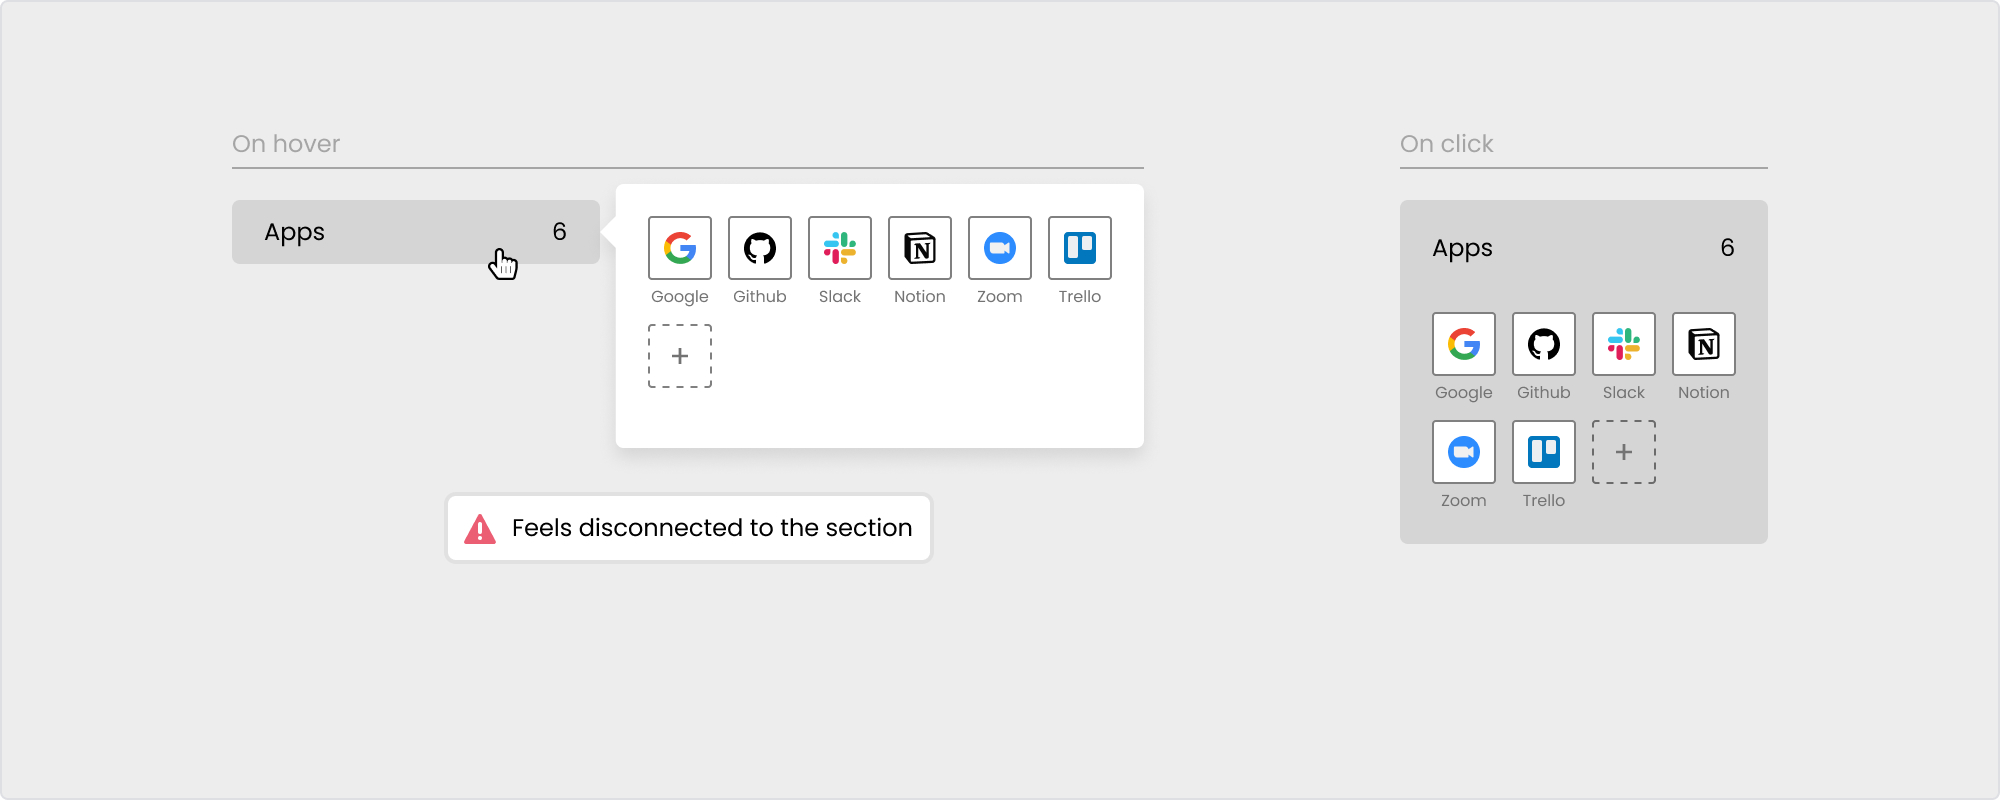 On hover
Apps 6
Google Github Slack Notion Zoom Trello
+
Feels disconnected to the section
On click
Apps 6
Google Github Slack Notion
+
Zoom Trello